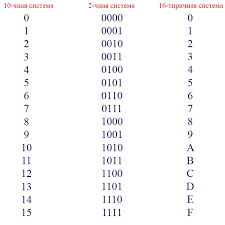 10-чная система 2-чная система 16-тиричная система
0 0000 0
1 0001 1
2 0010 2
3 0011 3
4 0100 4
5 0101 5
6 0110 6
7 0111 7
8 1000 8
9 1001 9
10 1010 A
11 1011 B
12 1100 C
13 1101 D
14 1110 E
15 1111 F